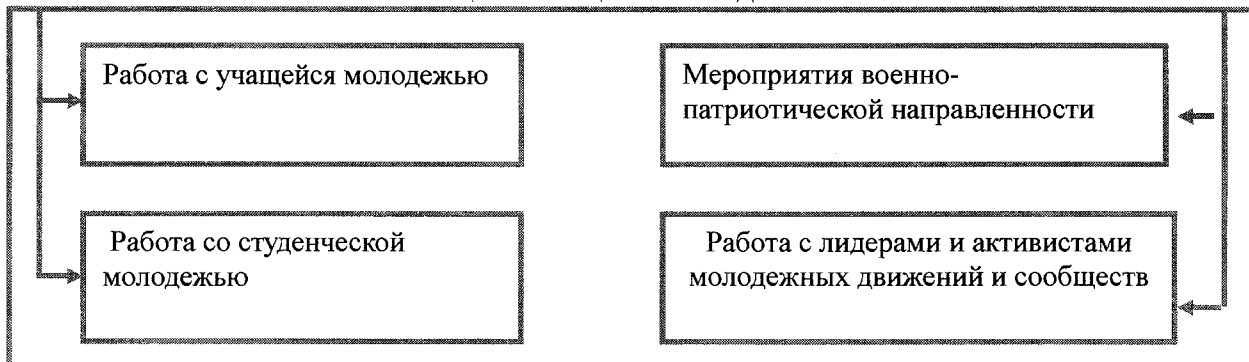 Работа с учащейся молодежью
Мероприятия военно-
патриотической направленности
Работа со студенческой
молодежью
Работа с лидерами и активистами
молодежных движений и сообществ